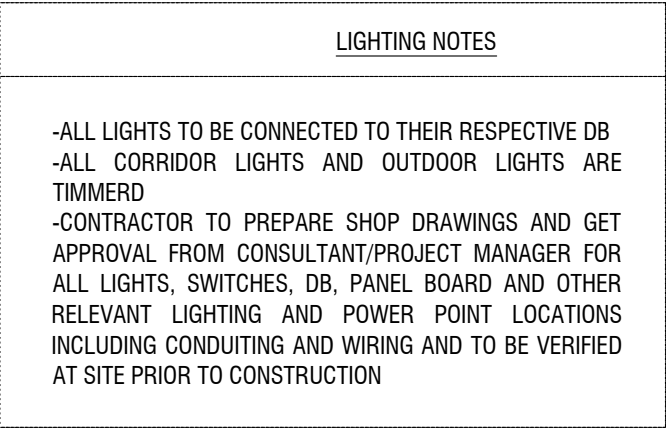 LIGHTING NOTES
-ALL LIGHTS TO BE CONNECTED TO THEIR RESPECTIVE DB
-ALL CORRIDOR LIGHTS AND OUTDOOR LIGHTS ARE
TIMMERD
-CONTRACTOR TO PREPARE SHOP DRAWINGS AND GET
APPROVAL FROM CONSULTANT/PROJECT MANAGER FOR
ALL LIGHTS, SWITCHES, DB, PANEL BOARD AND OTHER
RELEVANT LIGHTING AND POWER POINT LOCATIONS
INCLUDING CONDUITING AND WIRING AND TO BE VERIFIED
AT SITE PRIOR TO CONSTRUCTION